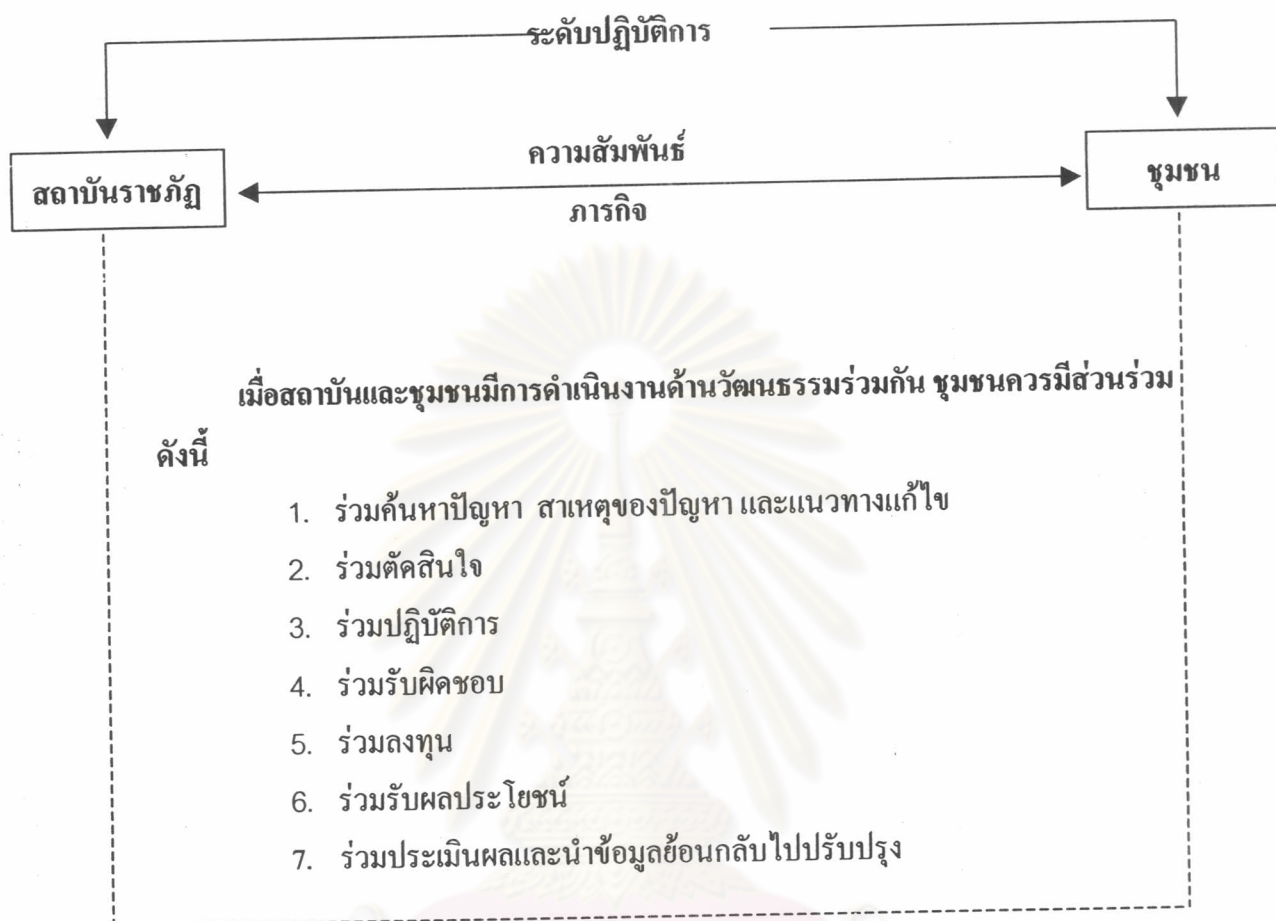 ระดับปฏิบัติการ
ความสัมพันธ์
สถาบันราชภัฏ
ชุมชน
ภารกิจ
เมื่อสถาบันและชุมชนมีการดำเนินงานด้านวัฒนธรรมร่วมกัน ชุมชนควรมีส่วนร่วม
ดังนี้
1. ร่วมค้นหาปัญหา สาเหตุของปัญหา และแนวทางแก้ไข
2. ร่วมตัดสินใจ
3. ร่วมปฏิบัติการ
4. ร่วมรับผิดชอบ
5. ร่วมลงทุน
6. ร่วมรับผลประโยชน์
7. ร่วมประเมินผลและนำข้อมูลย้อนกลับไปปรับปรุง